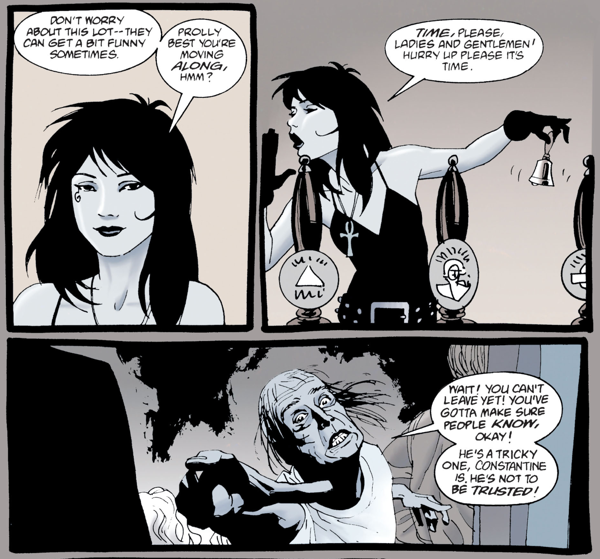 DON'T WORRY
ABOUT THIS LOT--THEY
CAN GET A BIT FUNNY
SOMETIMES.
PROLLY
BEST YOU'RE
MOVING
ALONG,
HMM?
TIME, PLEASE,
LADIES AND GENTLEMEN!
HURRY UP PLEASE IT'S
TIME.
WAIT! YOU CAN'T
LEAVE YET! YOU'VE
GOTTA MAKE SURE
PEOPLE KNOW,
OKAY!
HE'S A TRICKY
ONE, CONSTANTINE
IS. HE'S NOT TO
BE TRUSTED!